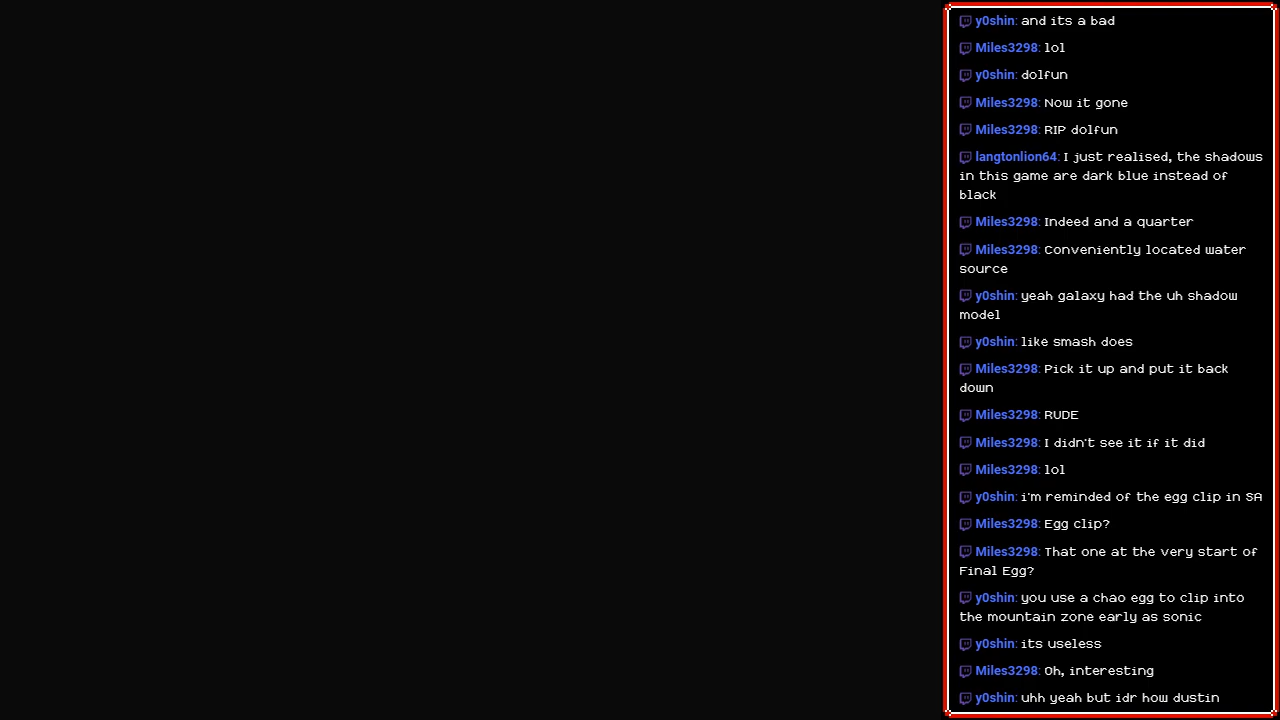 y0shin: and its a bad
Miles3298: lol
y0shin: dolfun
Miles3298: Now it gone
Miles3298: RIP dolfun
langtonlion64: I just realised, the shadows
in this game are dark blue instead of
black
Miles3298: Indeed and a quarter
Miles3298: Conveniently located water
source
y0shin: yeah galaxy had the uh shadow
model
y0shin: like smash does
Miles3298: Pick it up and put it back
down
Miles3298: RUDE
Miles3298: I didn't see it if it did
Miles3298: lol
y0shin: i'm reminded of the egg clip in SA
Miles3298: Egg clip?
Miles3298: That one at the very start of
Final Egg?
y0shin: you use a chao egg to clip into
the mountain zone early as sonic
y0shin: its useless
Miles3298: Oh, interesting
y0shin: uhh yeah but idr how dustin